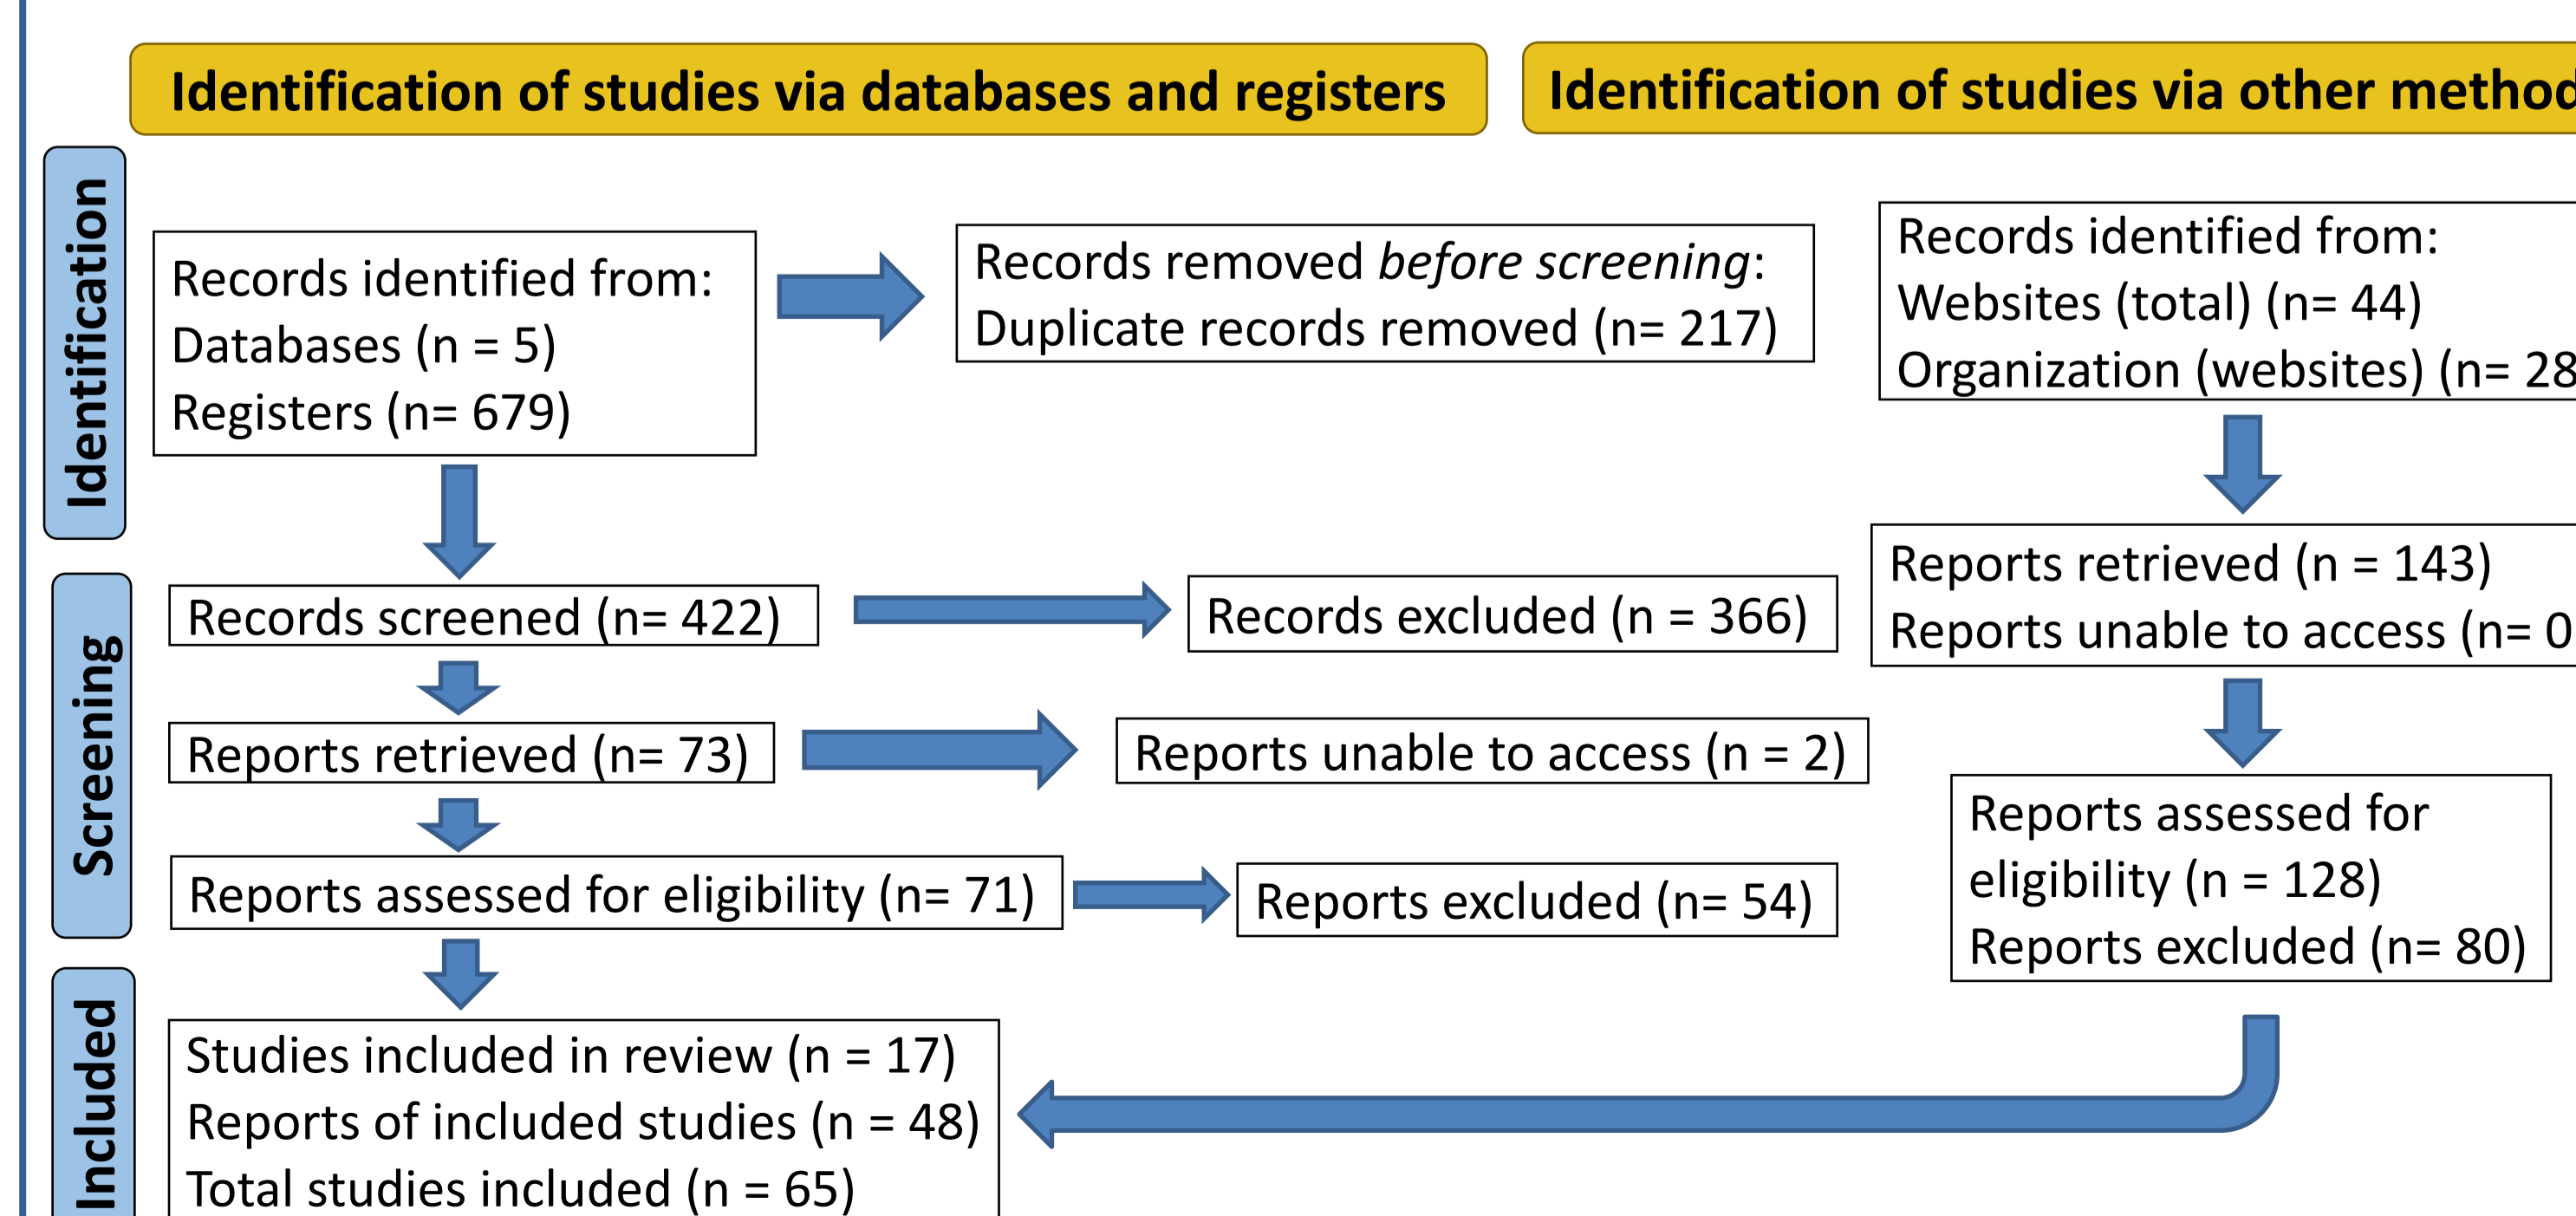 Identification of studies via databases and registers
Identification of studies via other
Identification
Records identified from:
Databases (n = 5)
Registers (n= 679)
Records removed before screening:
Duplicate records removed (n= 217)
Records identified from:
Websites (total) (n= 44)
Organization (websites) (n= 28
Screening
Records screened (n= 422)
Records excluded (n = 366)
Reports retrieved (n = 143)
Reports unable to access (n= 0
Reports retrieved (n= 73)
Reports unable to access (n = 2)
Reports assessed for eligibility (n= 71)
Reports excluded (n= 54)
Reports assessed for
eligibility (n = 128)
Reports excluded (n= 80)
Included
Studies included in review (n = 17)
Reports of included studies (n = 48)
Total studies included (n = 65)